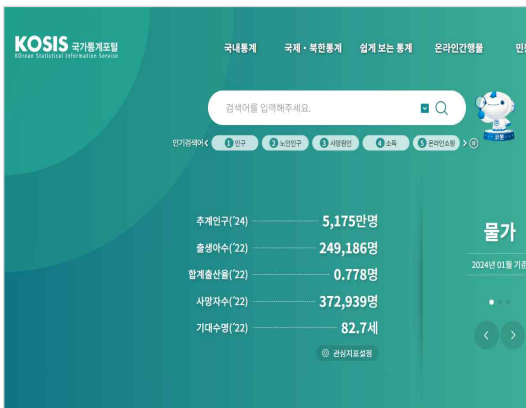 KOSIS 국가통계포털
KOrean Statistical Information Service
국내통계 국제・북한통계 쉽게 보는 통계 온라인간행물
검색어를 입력해주세요.
인기검색어 1 인구 2 노인인구 3 사망원인 4 소득 5 온라인쇼핑
추계인구('24) 5,175만명
출생아수('22) 249,186명
합계출산율('22) 0.778명
사망자수('22) 372,939명
기대수명('22) 82.7세
관심지표설정
물가
2024년 01월 기준